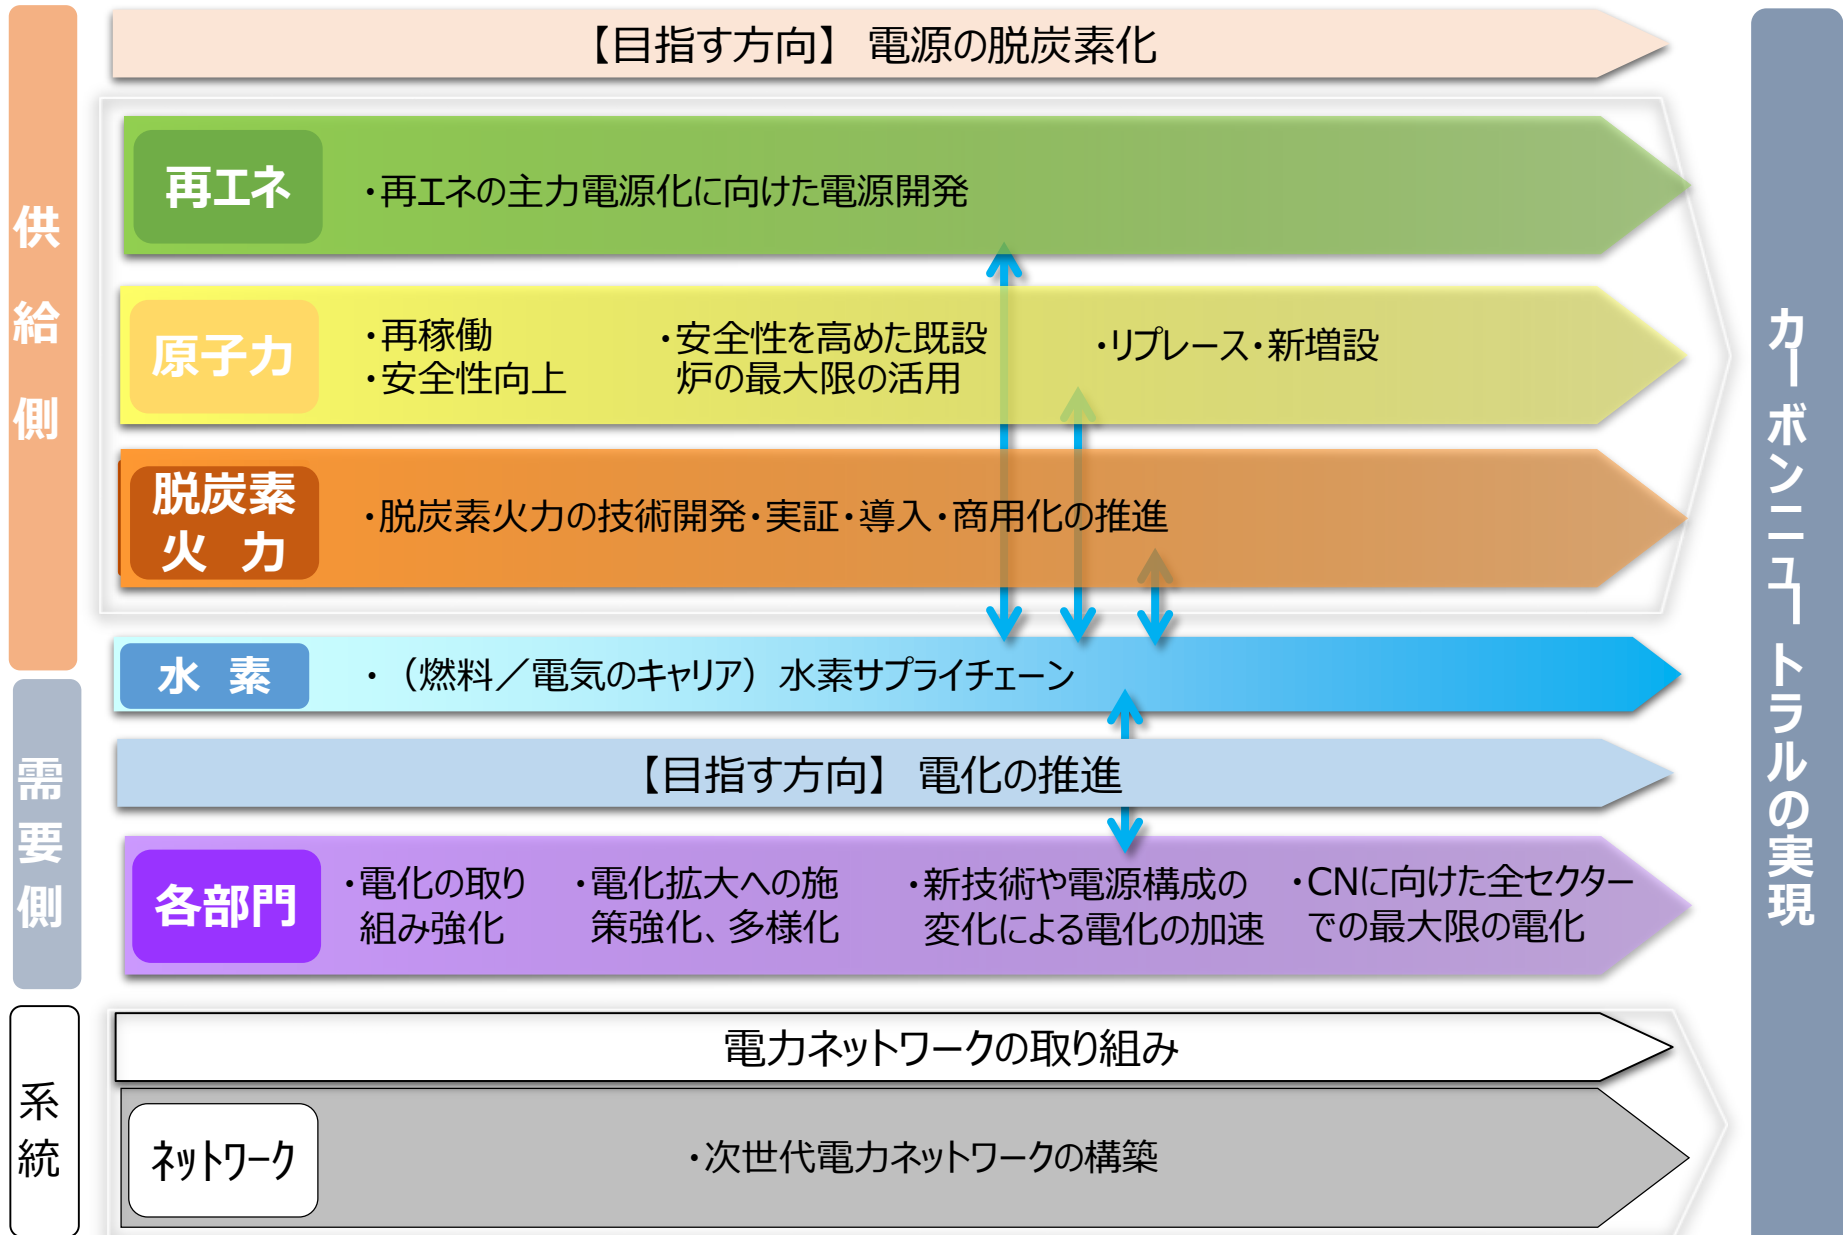 供給側
【目指す方向】 電源の脱炭素化
再エネ
・再エネの主力電源化に向けた電源開発
原子力
・再稼働
・安全性向上
・安全性を高めた既設
炉の最大限の活用
・リプレース・新増設
脱炭素
火 力
・脱炭素火力の技術開発・実証・導入・商用化の推進
水 素
・（燃料／電気のキャリア）水素サプライチェーン
需要側
【目指す方向】 電化の推進
各部門
・電化の取り
組み強化
・電化拡大への施
策強化、多様化
・新技術や電源構成の
変化による電化の加速
・CNに向けた全セクター
での最大限の電化
系統
電力ネットワークの取り組み
ネットワーク
・次世代電力ネットワークの構築
カーボンニュートラルの実現